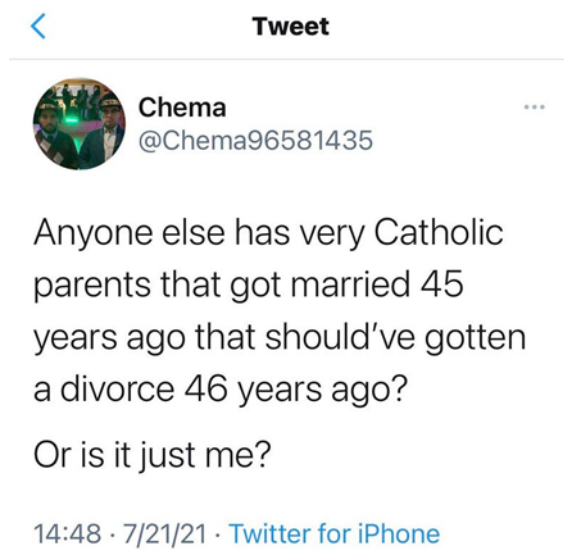 Tweet
Chema
@Chema96581435
Anyone else has very Catholic
parents that got married 45
years ago that should've gotten
a divorce 46 years ago?
Or is it just me?
14:48 · 7/21/21 · Twitter for iPhone